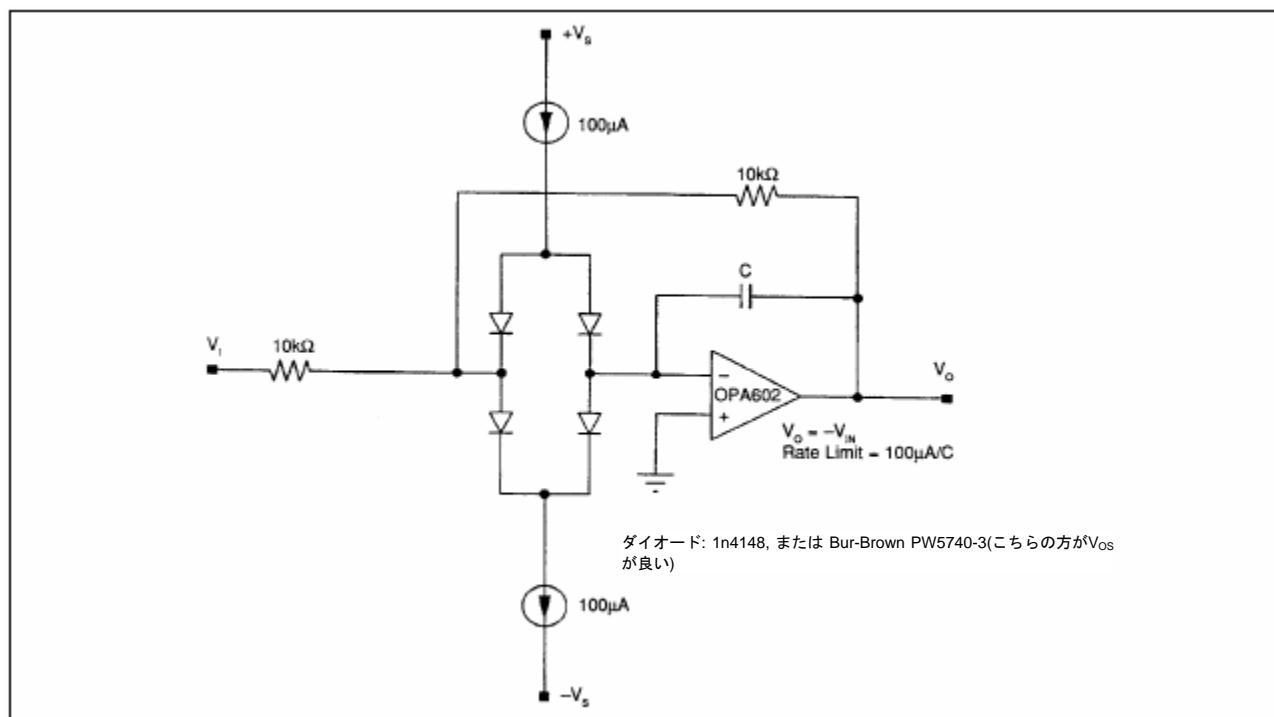 +Vs
100μA
10kΩ
C
VI
10kΩ
−
OPA602
+
VO
VO = −VIN
Rate Limit = 100μA/C
ダイオード: 1n4148, または Bur-Brown PW5740-3(こちらの方がVOS
が良い)
100μA
−VS